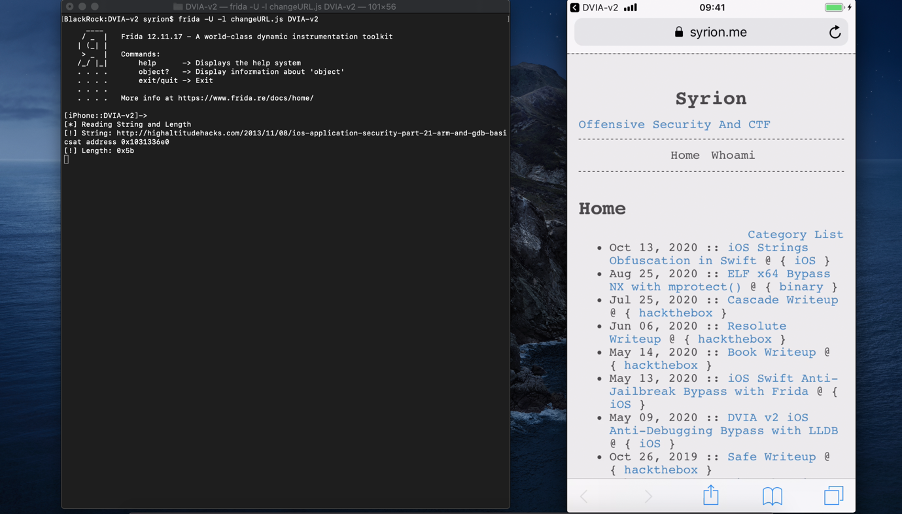 DVIA-v2 — frida -U -l changeURL.js DVIA-v2 — 101×56
BlackRock:DVIA-v2 syrion$ frida -U -l changeURL.js DVIA-v2
     ____
    / _  |   Frida 12.11.17 - A world-class dynamic instrumentation toolkit
   | (_| |
    > _  |   Commands:
   /_/ |_|       help      -> Displays the help system
   . . . .       object?   -> Display information about 'object'
   . . . .       exit/quit -> Exit
   . . . .
   . . . .   More info at https://www.frida.re/docs/home/
[iPhone::DVIA-v2]->
[*] Reading String and Length
[!] String: http://highaltitudehacks.com/2013/11/08/ios-application-security-part-21-arm-and-gdb-basi
csat address 0x1031336e0
[!] Length: 0x5b
DVIA-v2 09:41
syrion.me
Syrion
Offensive Security And CTF
Home Whoami
Home
Category List
• Oct 13, 2020 :: iOS Strings
Obfuscation in Swift @ { iOS }
• Aug 25, 2020 :: ELF x64 Bypass
NX with mprotect() @ { binary }
• Jul 25, 2020 :: Cascade Writeup
@ { hackthebox }
• Jun 06, 2020 :: Resolute
Writeup @ { hackthebox }
• May 14, 2020 :: Book Writeup @
{ hackthebox }
• May 13, 2020 :: iOS Swift Anti-
Jailbreak Bypass with Frida @ {
iOS }
• May 09, 2020 :: DVIA v2 iOS
Anti-Debugging Bypass with LLDB
@ { iOS }
• Oct 26, 2019 :: Safe Writeup @
{ hackthebox }